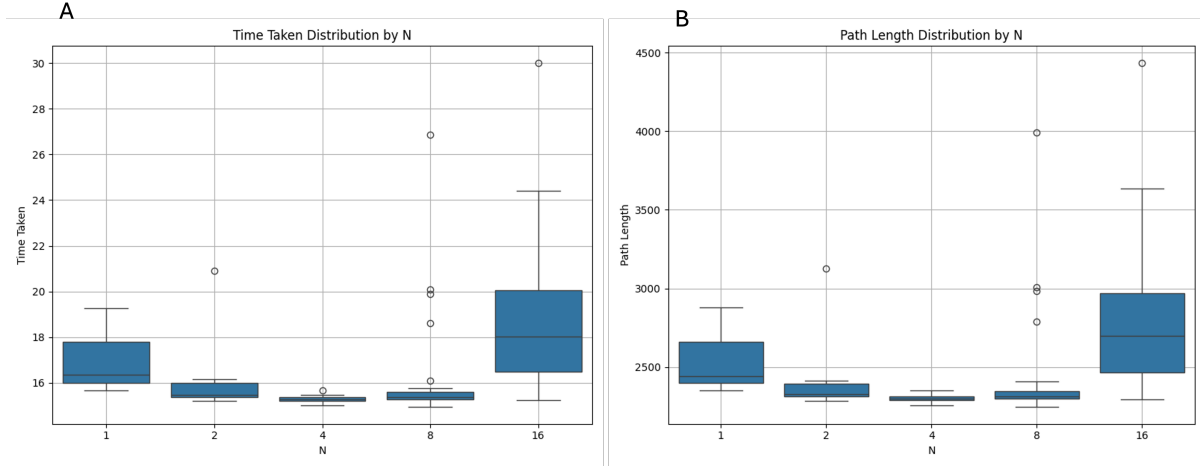 A
Time Taken Distribution by N
30
28
26
24
22
20
18
16
Time Taken
1 2 4 8 16
N
B
Path Length Distribution by N
4500
4000
3500
3000
2500
Path Length
1 2 4 8 16
N